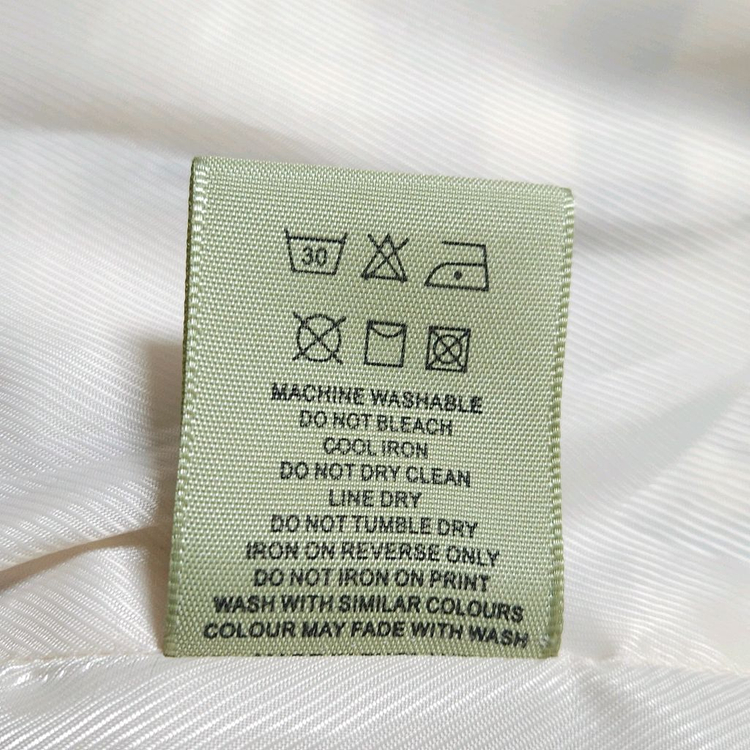 30
MACHINE WASHABLE
DO NOT BLEACH
COOL IRON
DO NOT DRY CLEAN
LINE DRY
DO NOT TUMBLE DRY
IRON ON REVERSE ONLY
DO NOT IRON ON PRINT
WASH WITH SIMILAR COLOURS
COLOUR MAY FADE WITH WASH